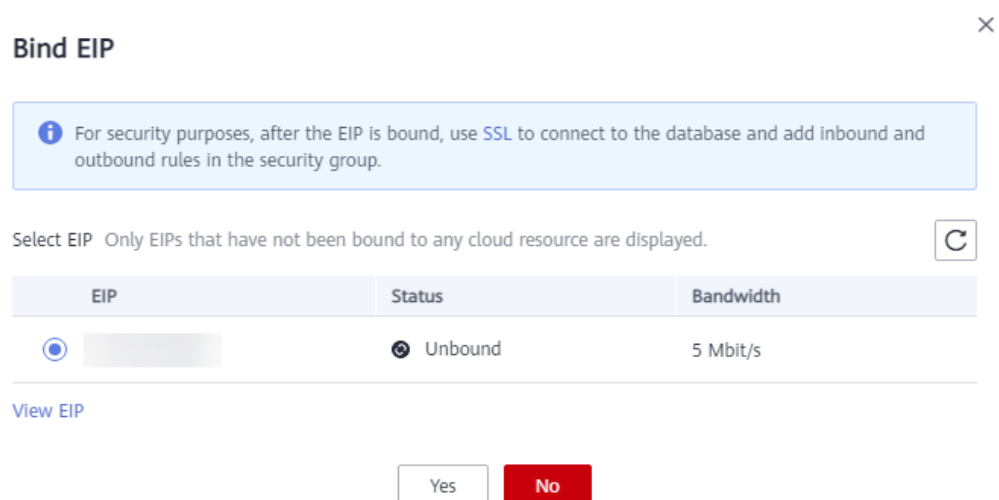 Bind EIP
For security purposes, after the EIP is bound, use SSL to connect to the database and add inbound and
outbound rules in the security group.
Select EIP Only EIPs that have not been bound to any cloud resource are displayed.
EIP Status Bandwidth
Unbound 5 Mbit/s
View EIP
Yes No